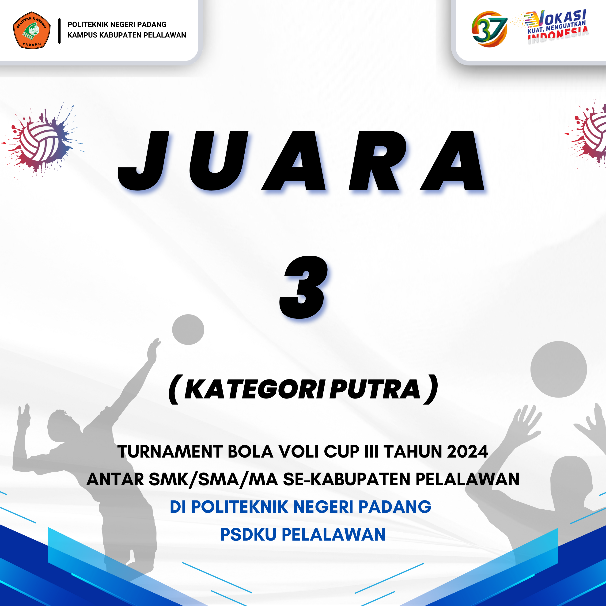 POLITEKNIK NEGERI PADANG
KAMPUS KABUPATEN PELALAWAN
37
VOKASI
KUAT, MENGUATKAN
INDONESIA
JUARA
3
( KATEGORI PUTRA )
TURNAMENT BOLA VOLI CUP III TAHUN 2024
ANTAR SMK/SMA/MA SE-KABUPATEN PELALAWAN
DI POLITEKNIK NEGERI PADANG
PSDKU PELALAWAN